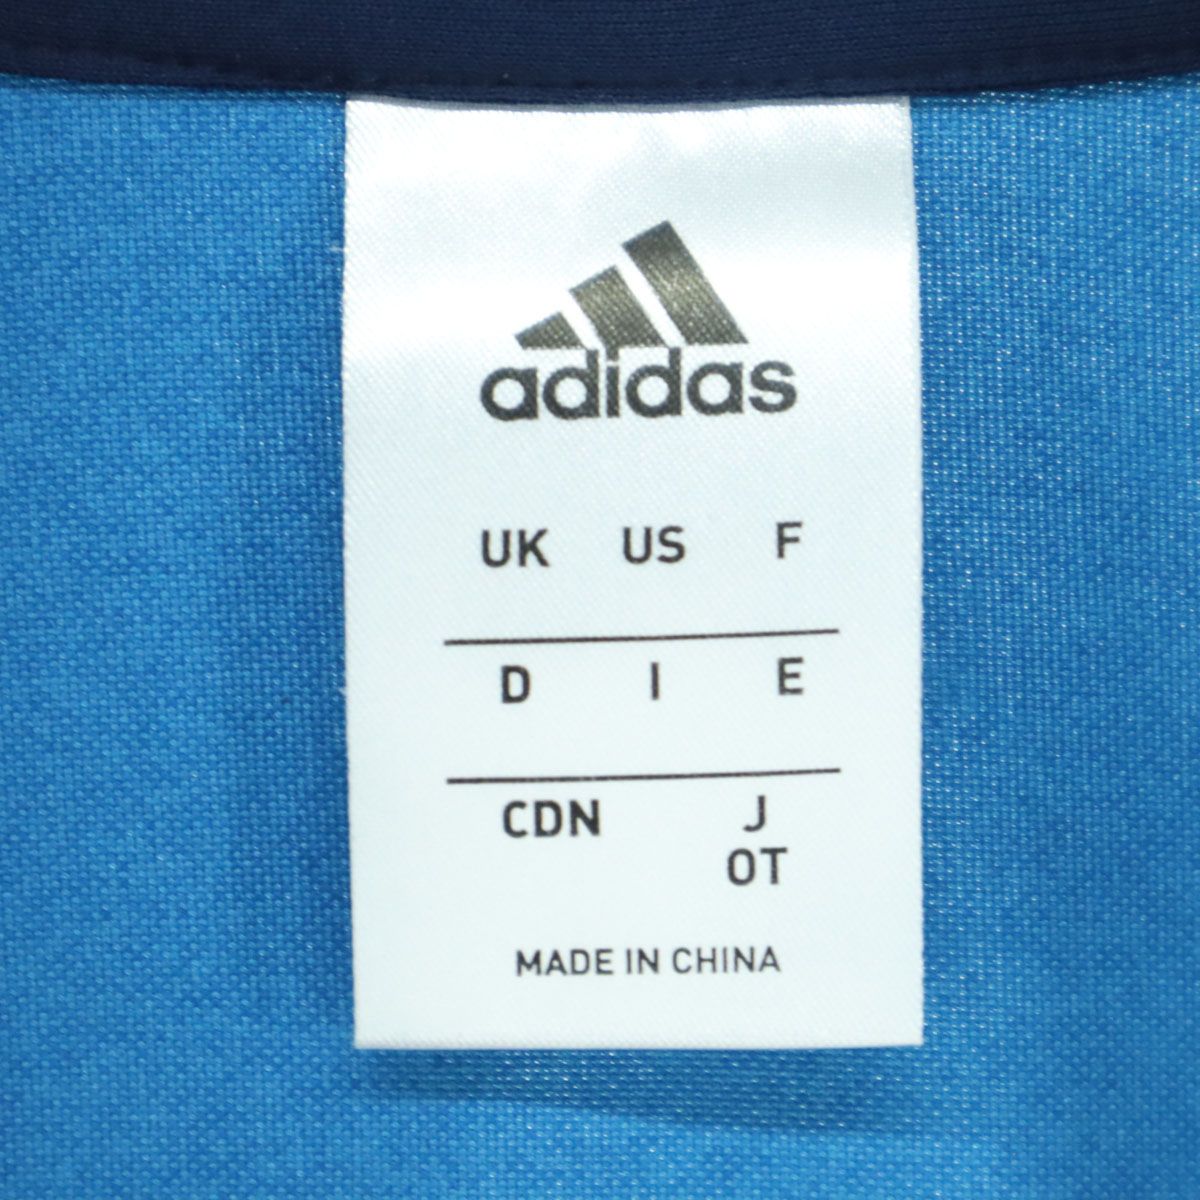 adidas
UK US F
D I E
CDN J
OT
MADE IN CHINA